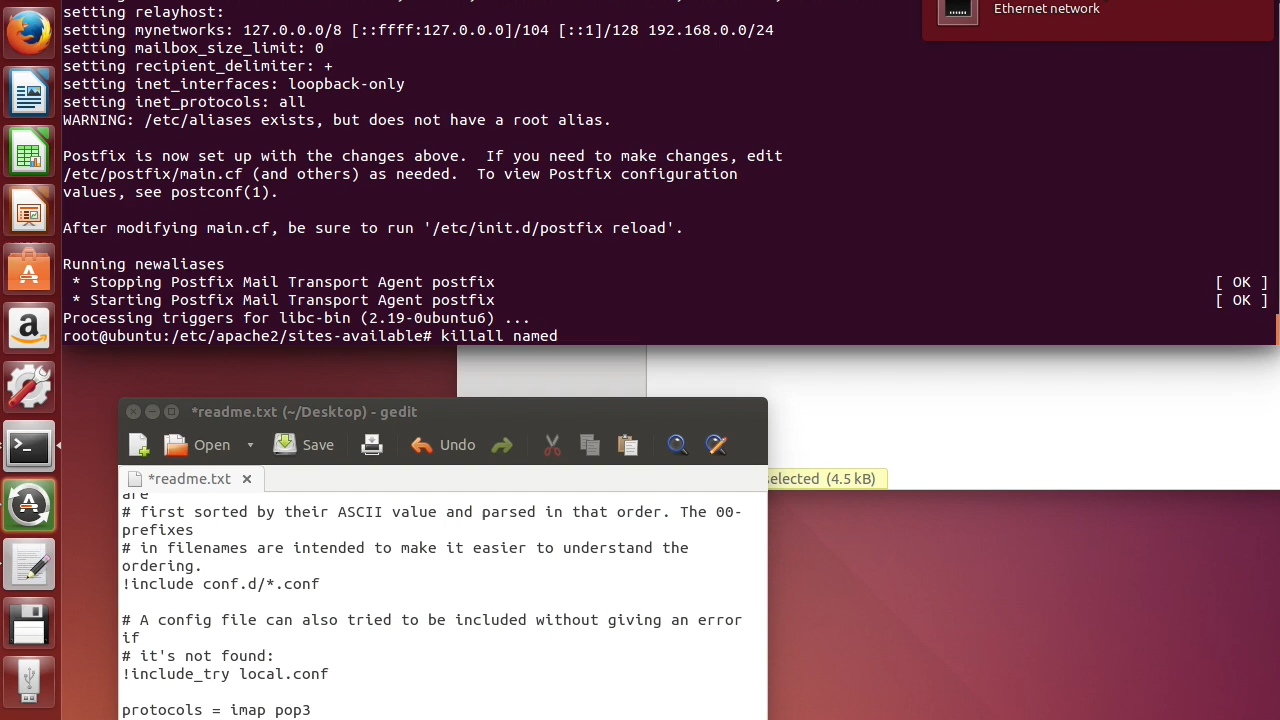 setting relayhost:
Ethernet network
setting mynetworks: 127.0.0.0/8 [::ffff:127.0.0.0]/104 [::1]/128 192.168.0.0/24
setting mailbox_size_limit: 0
setting recipient_delimiter: +
setting inet_interfaces: loopback-only
setting inet_protocols: all
WARNING: /etc/aliases exists, but does not have a root alias.
Postfix is now set up with the changes above.  If you need to make changes, edit
/etc/postfix/main.cf (and others) as needed.  To view Postfix configuration
values, see postconf(1).
After modifying main.cf, be sure to run '/etc/init.d/postfix reload'.
Running newaliases
* Stopping Postfix Mail Transport Agent postfix [ OK ]
* Starting Postfix Mail Transport Agent postfix [ OK ]
Processing triggers for libc-bin (2.19-0ubuntu6) ...
root@ubuntu:/etc/apache2/sites-available# killall named
*readme.txt (~/Desktop) - gedit
Open Save Undo
*readme.txt
selected (4.5 kB)
are
# first sorted by their ASCII value and parsed in that order. The 00-
prefixes
# in filenames are intended to make it easier to understand the
ordering.
!include conf.d/*.conf
# A config file can also tried to be included without giving an error
if
# it's not found:
!include_try local.conf
protocols = imap pop3